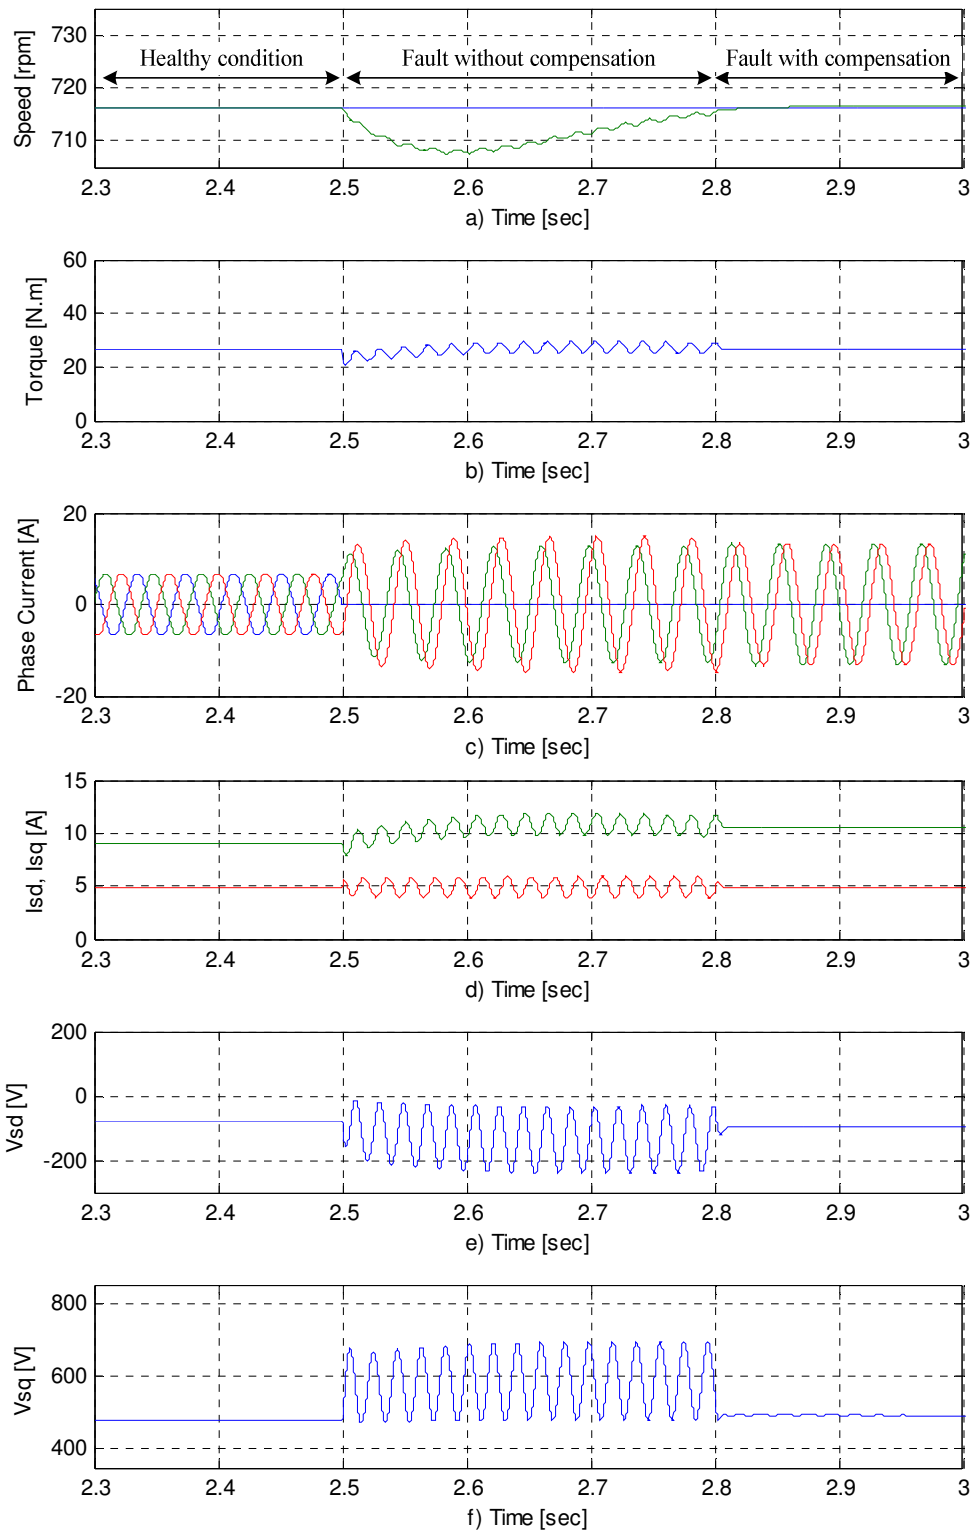 730
720
710
Speed [rpm]
Healthy condition
Fault without compensation
Fault with compensation
2.3 2.4 2.5 2.6 2.7 2.8 2.9 3
a) Time [sec]
60
40
20
0
Torque [N.m]
2.3 2.4 2.5 2.6 2.7 2.8 2.9 3
b) Time [sec]
20
0
-20
Phase Current [A]
2.3 2.4 2.5 2.6 2.7 2.8 2.9 3
c) Time [sec]
15
10
5
0
Isd, Isq [A]
2.3 2.4 2.5 2.6 2.7 2.8 2.9 3
d) Time [sec]
200
0
-200
Vsd [V]
2.3 2.4 2.5 2.6 2.7 2.8 2.9 3
e) Time [sec]
800
600
400
Vsq [V]
2.3 2.4 2.5 2.6 2.7 2.8 2.9 3
f) Time [sec]